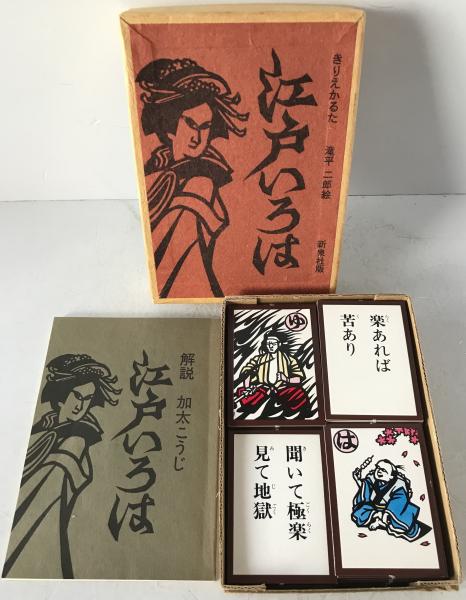 きりえかるた
江戸いろは
滝平二郎絵
新泉社版
解説 加太こうじ
江戸いろは
ゆ
楽あれば
苦あり
聞いて極楽
見て地獄
は